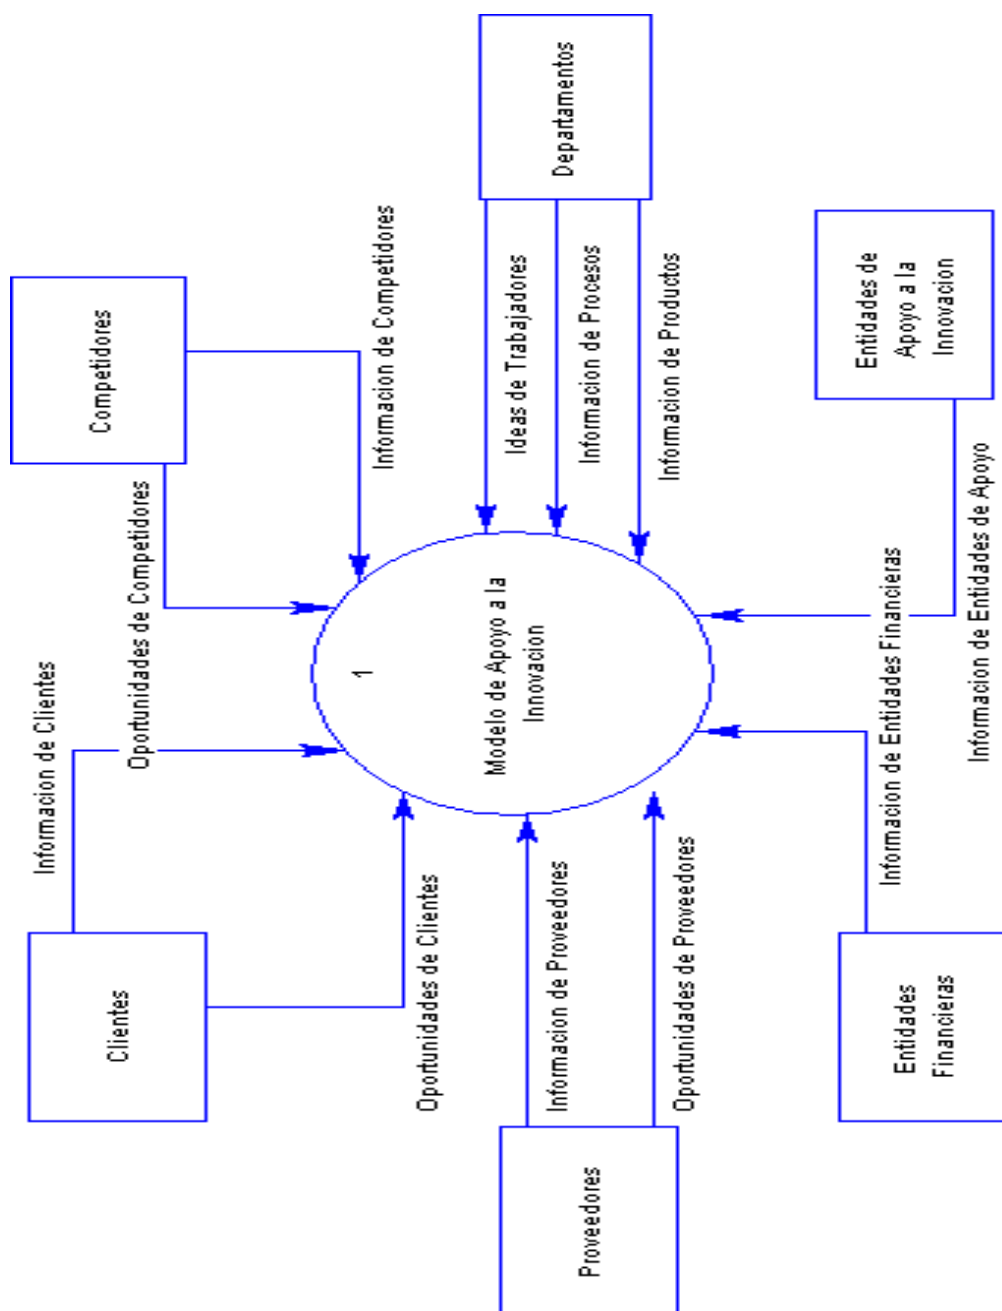 Clientes
Informacion de Clientes
Oportunidades de Clientes
Competidores
Oportunidades de Competidores
Informacion de Competidores
Proveedores
Informacion de Proveedores
Oportunidades de Proveedores
1
Modelo de Apoyo a la
Innovacion
Departamentos
Ideas de Trabajadores
Informacion de Procesos
Informacion de Productos
Entidades
Financieras
Informacion de Entidades Financieras
Entidades de
Apoyo a la
Innovacion
Informacion de Entidades de Apoyo